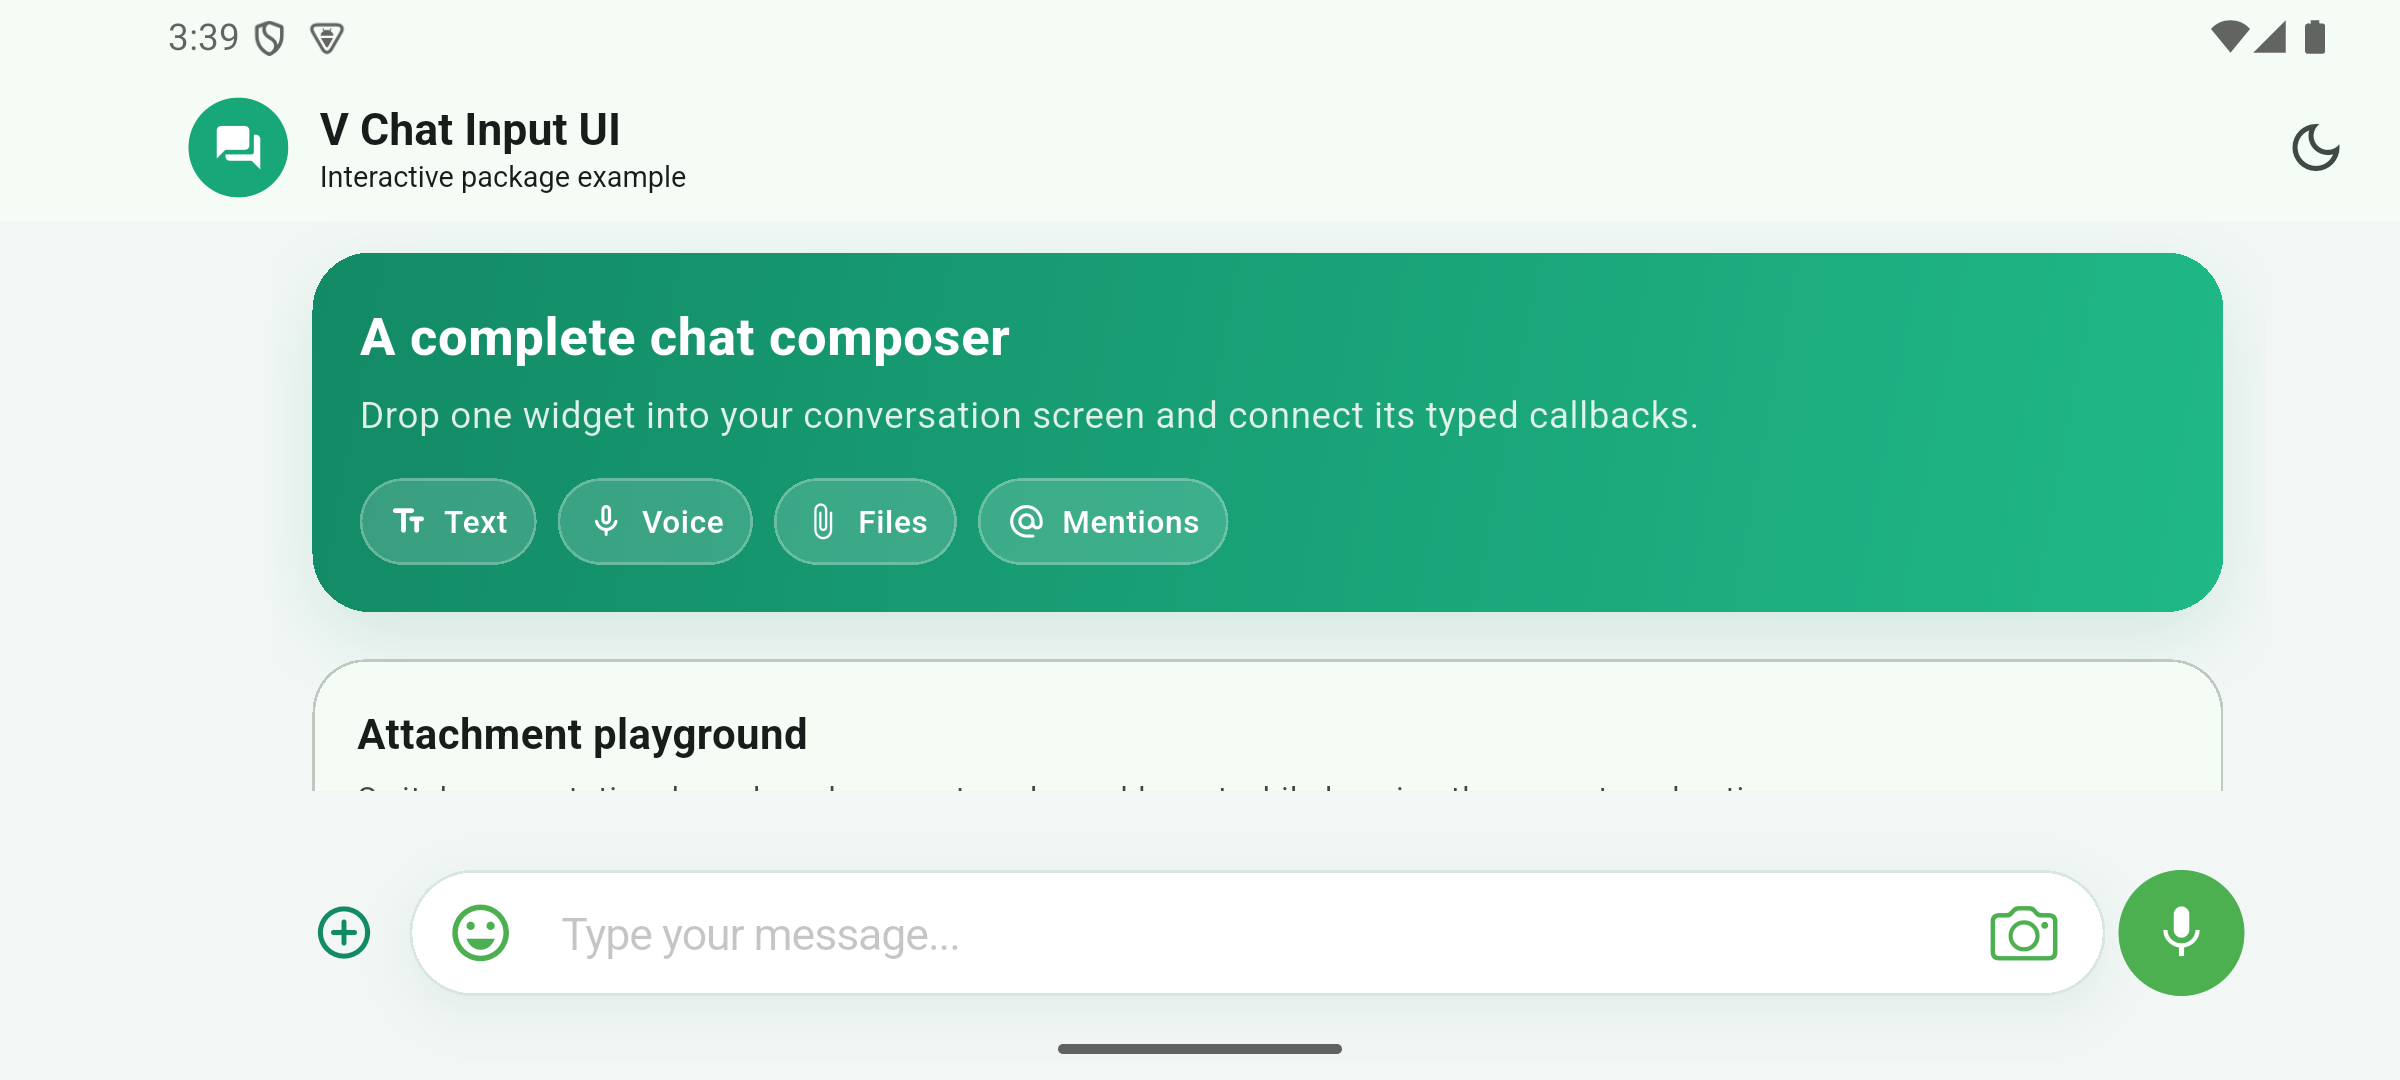 3:39
V Chat Input UI
Interactive package example
A complete chat composer
Drop one widget into your conversation screen and connect its typed callbacks.
Text
Voice
Files
Mentions
Attachment playground
Type your message...